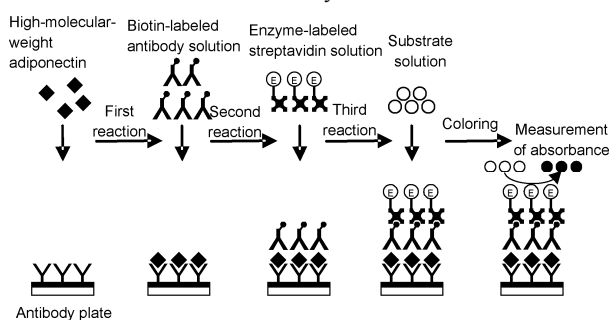 High-molecular-
weight
adiponectin
Biotin-labeled
antibody solution
Enzyme-labeled
streptavidin solution
Substrate
solution
First
reaction
Second
reaction
Third
reaction
Coloring
Measurement
of absorbance
E E E
E E E
E E E
Antibody plate